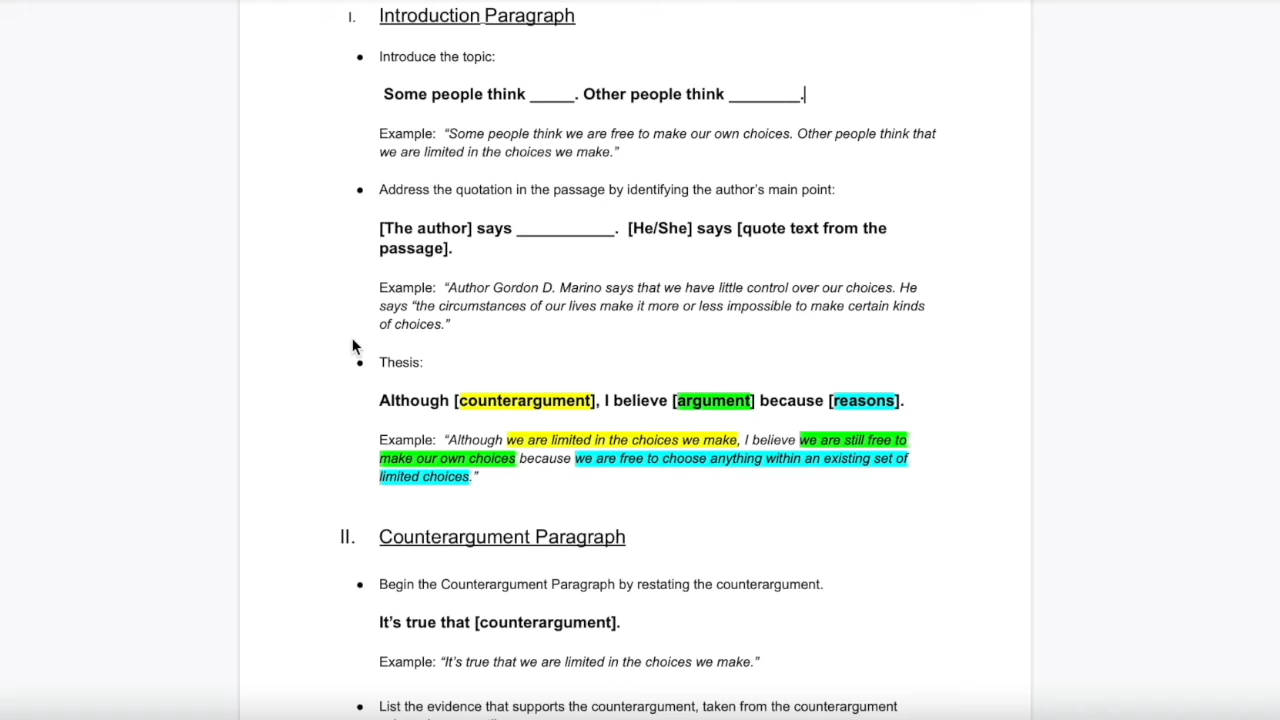 I. Introduction Paragraph
● Introduce the topic:
Some people think _____. Other people think ________.
Example: “Some people think we are free to make our own choices. Other people think that
we are limited in the choices we make.”
● Address the quotation in the passage by identifying the author’s main point:
[The author] says ___________. [He/She] says [quote text from the
passage].
Example: “Author Gordon D. Marino says that we have little control over our choices. He
says “the circumstances of our lives make it more or less impossible to make certain kinds
of choices.”
● Thesis:
Although [counterargument], I believe [argument] because [reasons].
Example: “Although we are limited in the choices we make, I believe we are still free to
make our own choices because we are free to choose anything within an existing set of
limited choices.”
II. Counterargument Paragraph
● Begin the Counterargument Paragraph by restating the counterargument.
It’s true that [counterargument].
Example: “It’s true that we are limited in the choices we make.”
● List the evidence that supports the counterargument, taken from the counterargument